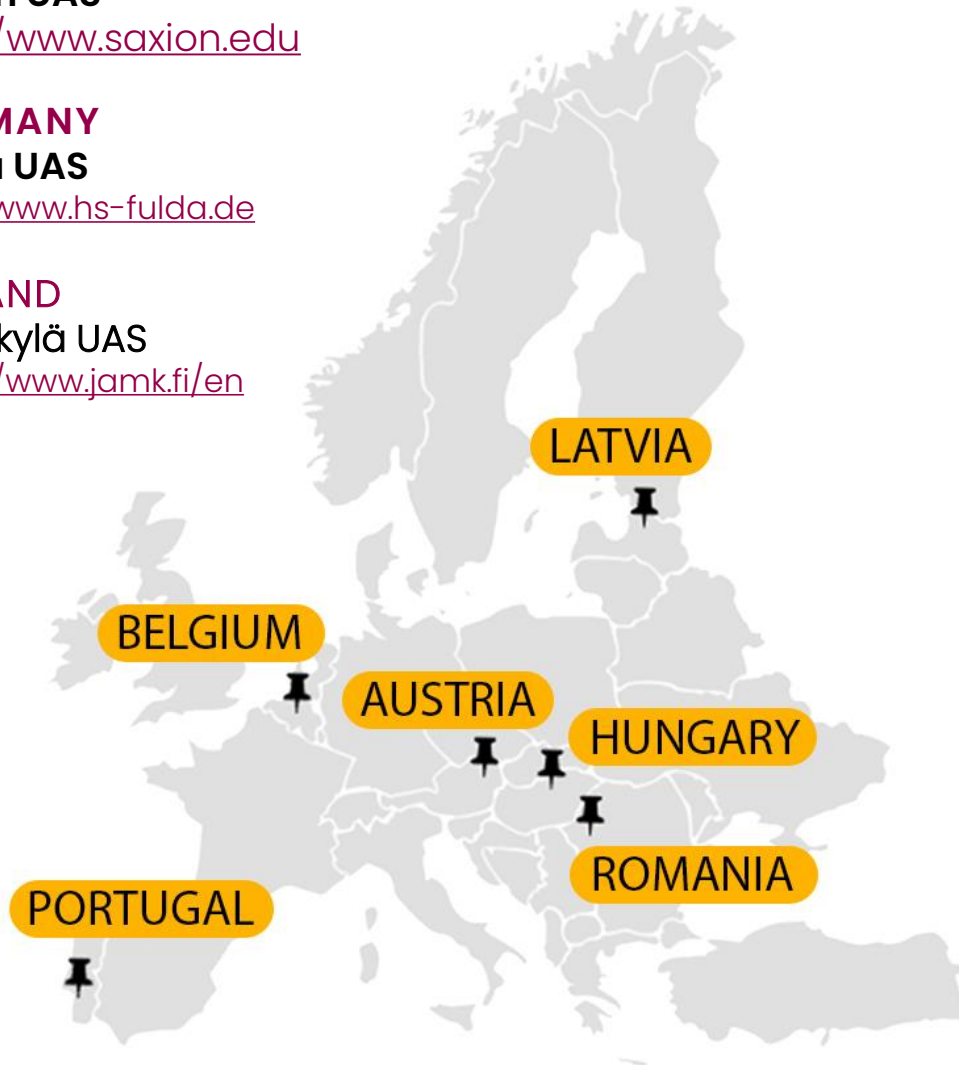 UAS
/www.saxion.edu
MANY
UAS
www.hs-fulda.de
AND
kylä UAS
/www.jamk.fi/en
LATVIA
BELGIUM
AUSTRIA
HUNGARY
ROMANIA
PORTUGAL